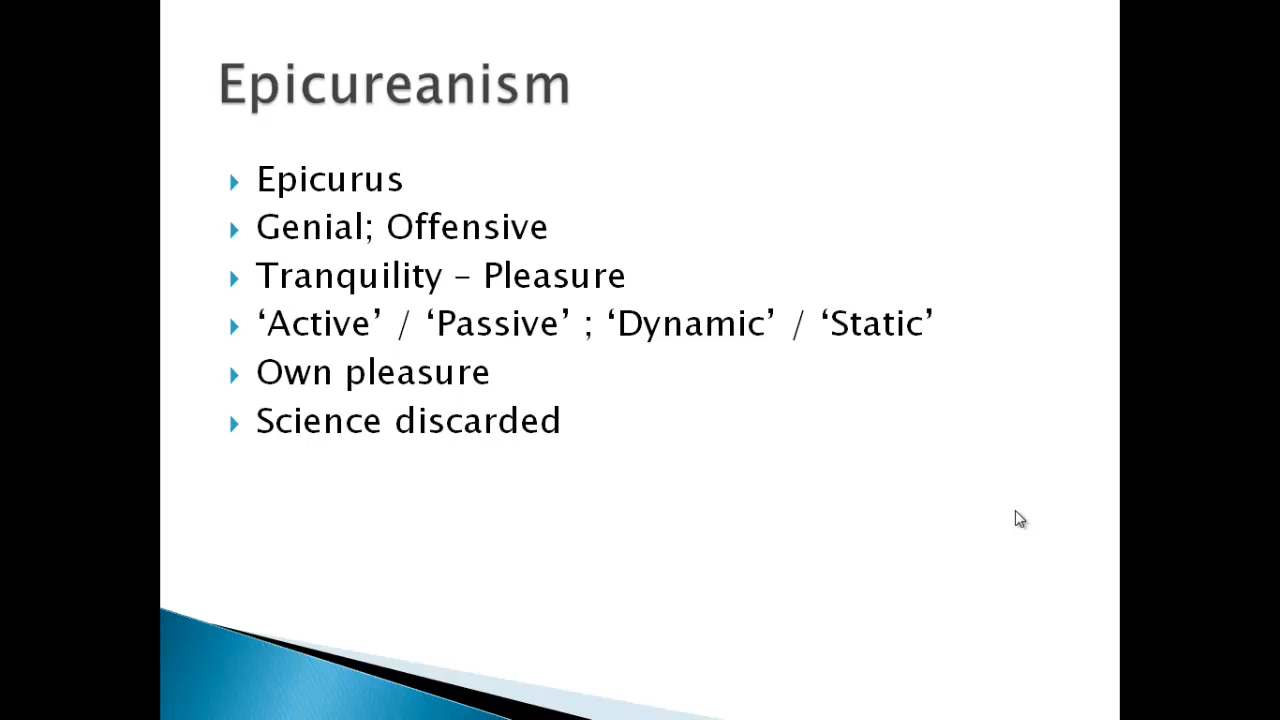 Epicureanism
Epicurus
Genial; Offensive
Tranquility – Pleasure
‘Active’ / ‘Passive’ ; ‘Dynamic’ / ‘Static’
Own pleasure
Science discarded